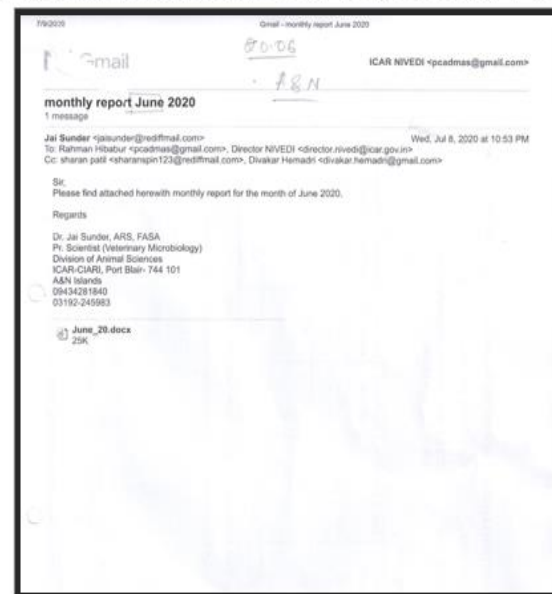 7/9/2020
Gmail - monthly report June 2020
Gmail
ICAR NIVEDI <pcadmas@gmail.com>
A&N
monthly report June 2020
1 message
Jai Sunder <jaisunder@rediffmail.com>
Wed, Jul 8, 2020 at 10:53 PM
To: Rahman Hibabur <pcadmas@gmail.com>, Director NIVEDI <director.nivedi@icar.gov.in>
Cc: sharan patil <sharanspin123@rediffmail.com>, Divakar Hemadri <divakar.hemadri@gmail.com>
Sir,
Please find attached herewith monthly report for the month of June 2020.
Regards
Dr. Jai Sunder, ARS, FASA
Pr. Scientist (Veterinary Microbiology)
Division of Animal Sciences
ICAR-CIARI, Port Blair- 744 101
A&N Islands
09434281840
03192-245983
June_20.docx
25K